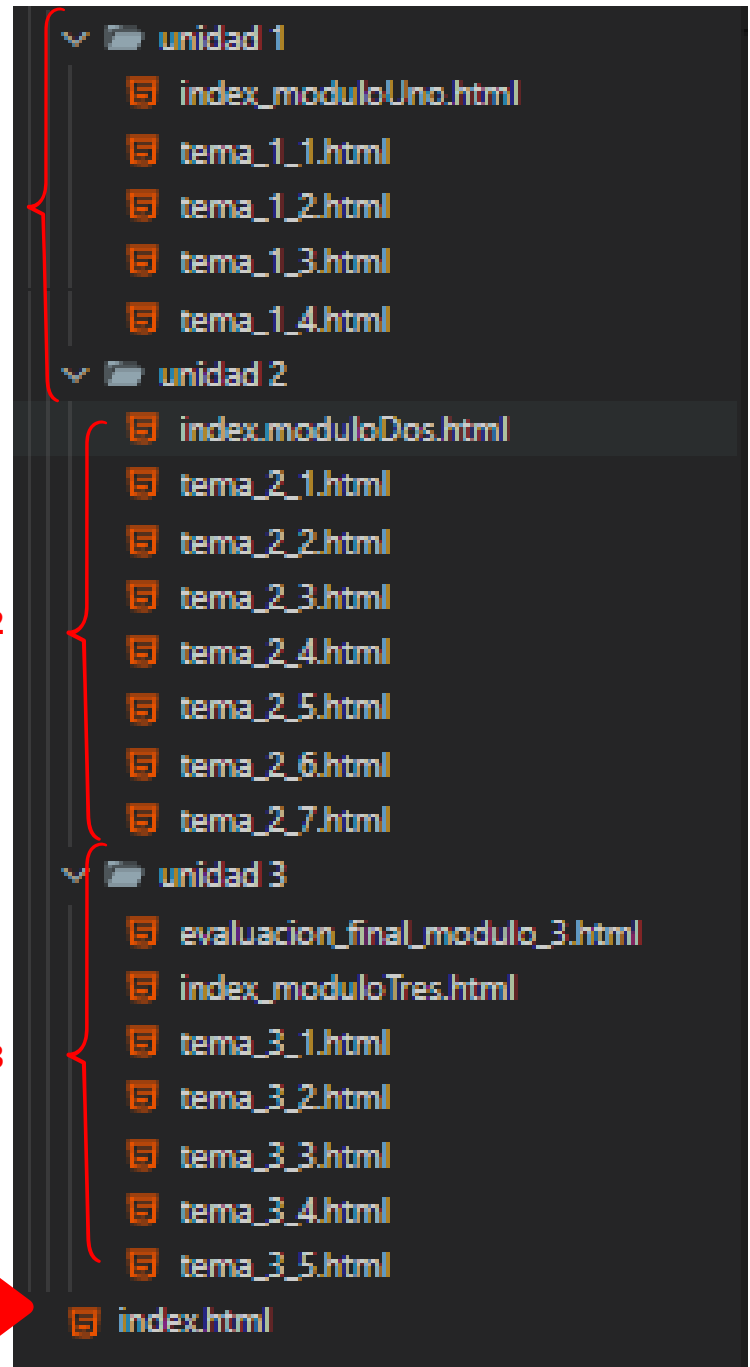 unidad 1
index_moduloUno.html
tema_1_1.html
tema_1_2.html
tema_1_3.html
tema_1_4.html
unidad 2
index.moduloDos.html
tema_2_1.html
tema_2_2.html
tema_2_3.html
2
tema_2_4.html
tema_2_5.html
tema_2_6.html
tema_2_7.html
unidad 3
evaluacion_final_modulo_3.html
index_moduloTres.html
tema_3_1.html
3
tema_3_2.html
tema_3_3.html
tema_3_4.html
tema_3_5.html
index.html